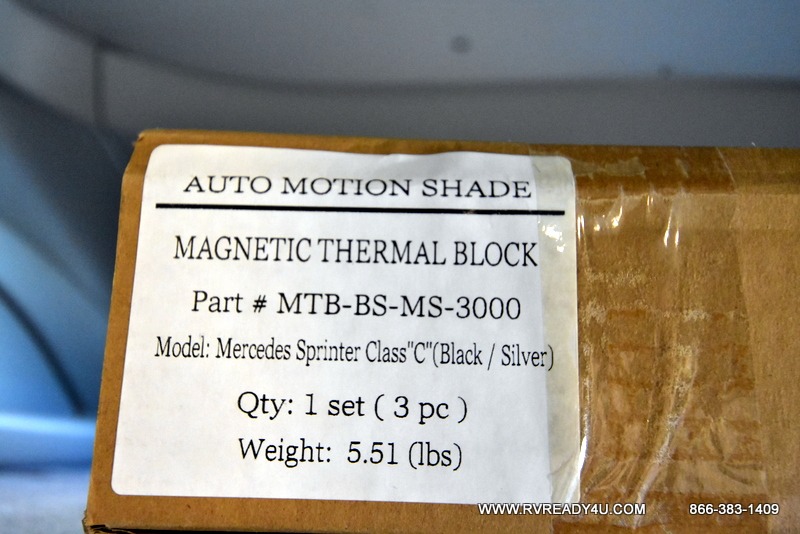 AUTO MOTION SHADE
MAGNETIC THERMAL BLOCK
Part # MTB-BS-MS-3000
Model: Mercedes Sprinter Class"C"(Black / Silver)
Qty: 1 set ( 3 pc )
Weight: 5.51 (lbs)
WWW.RVREADY4U.COM 866-383-1409